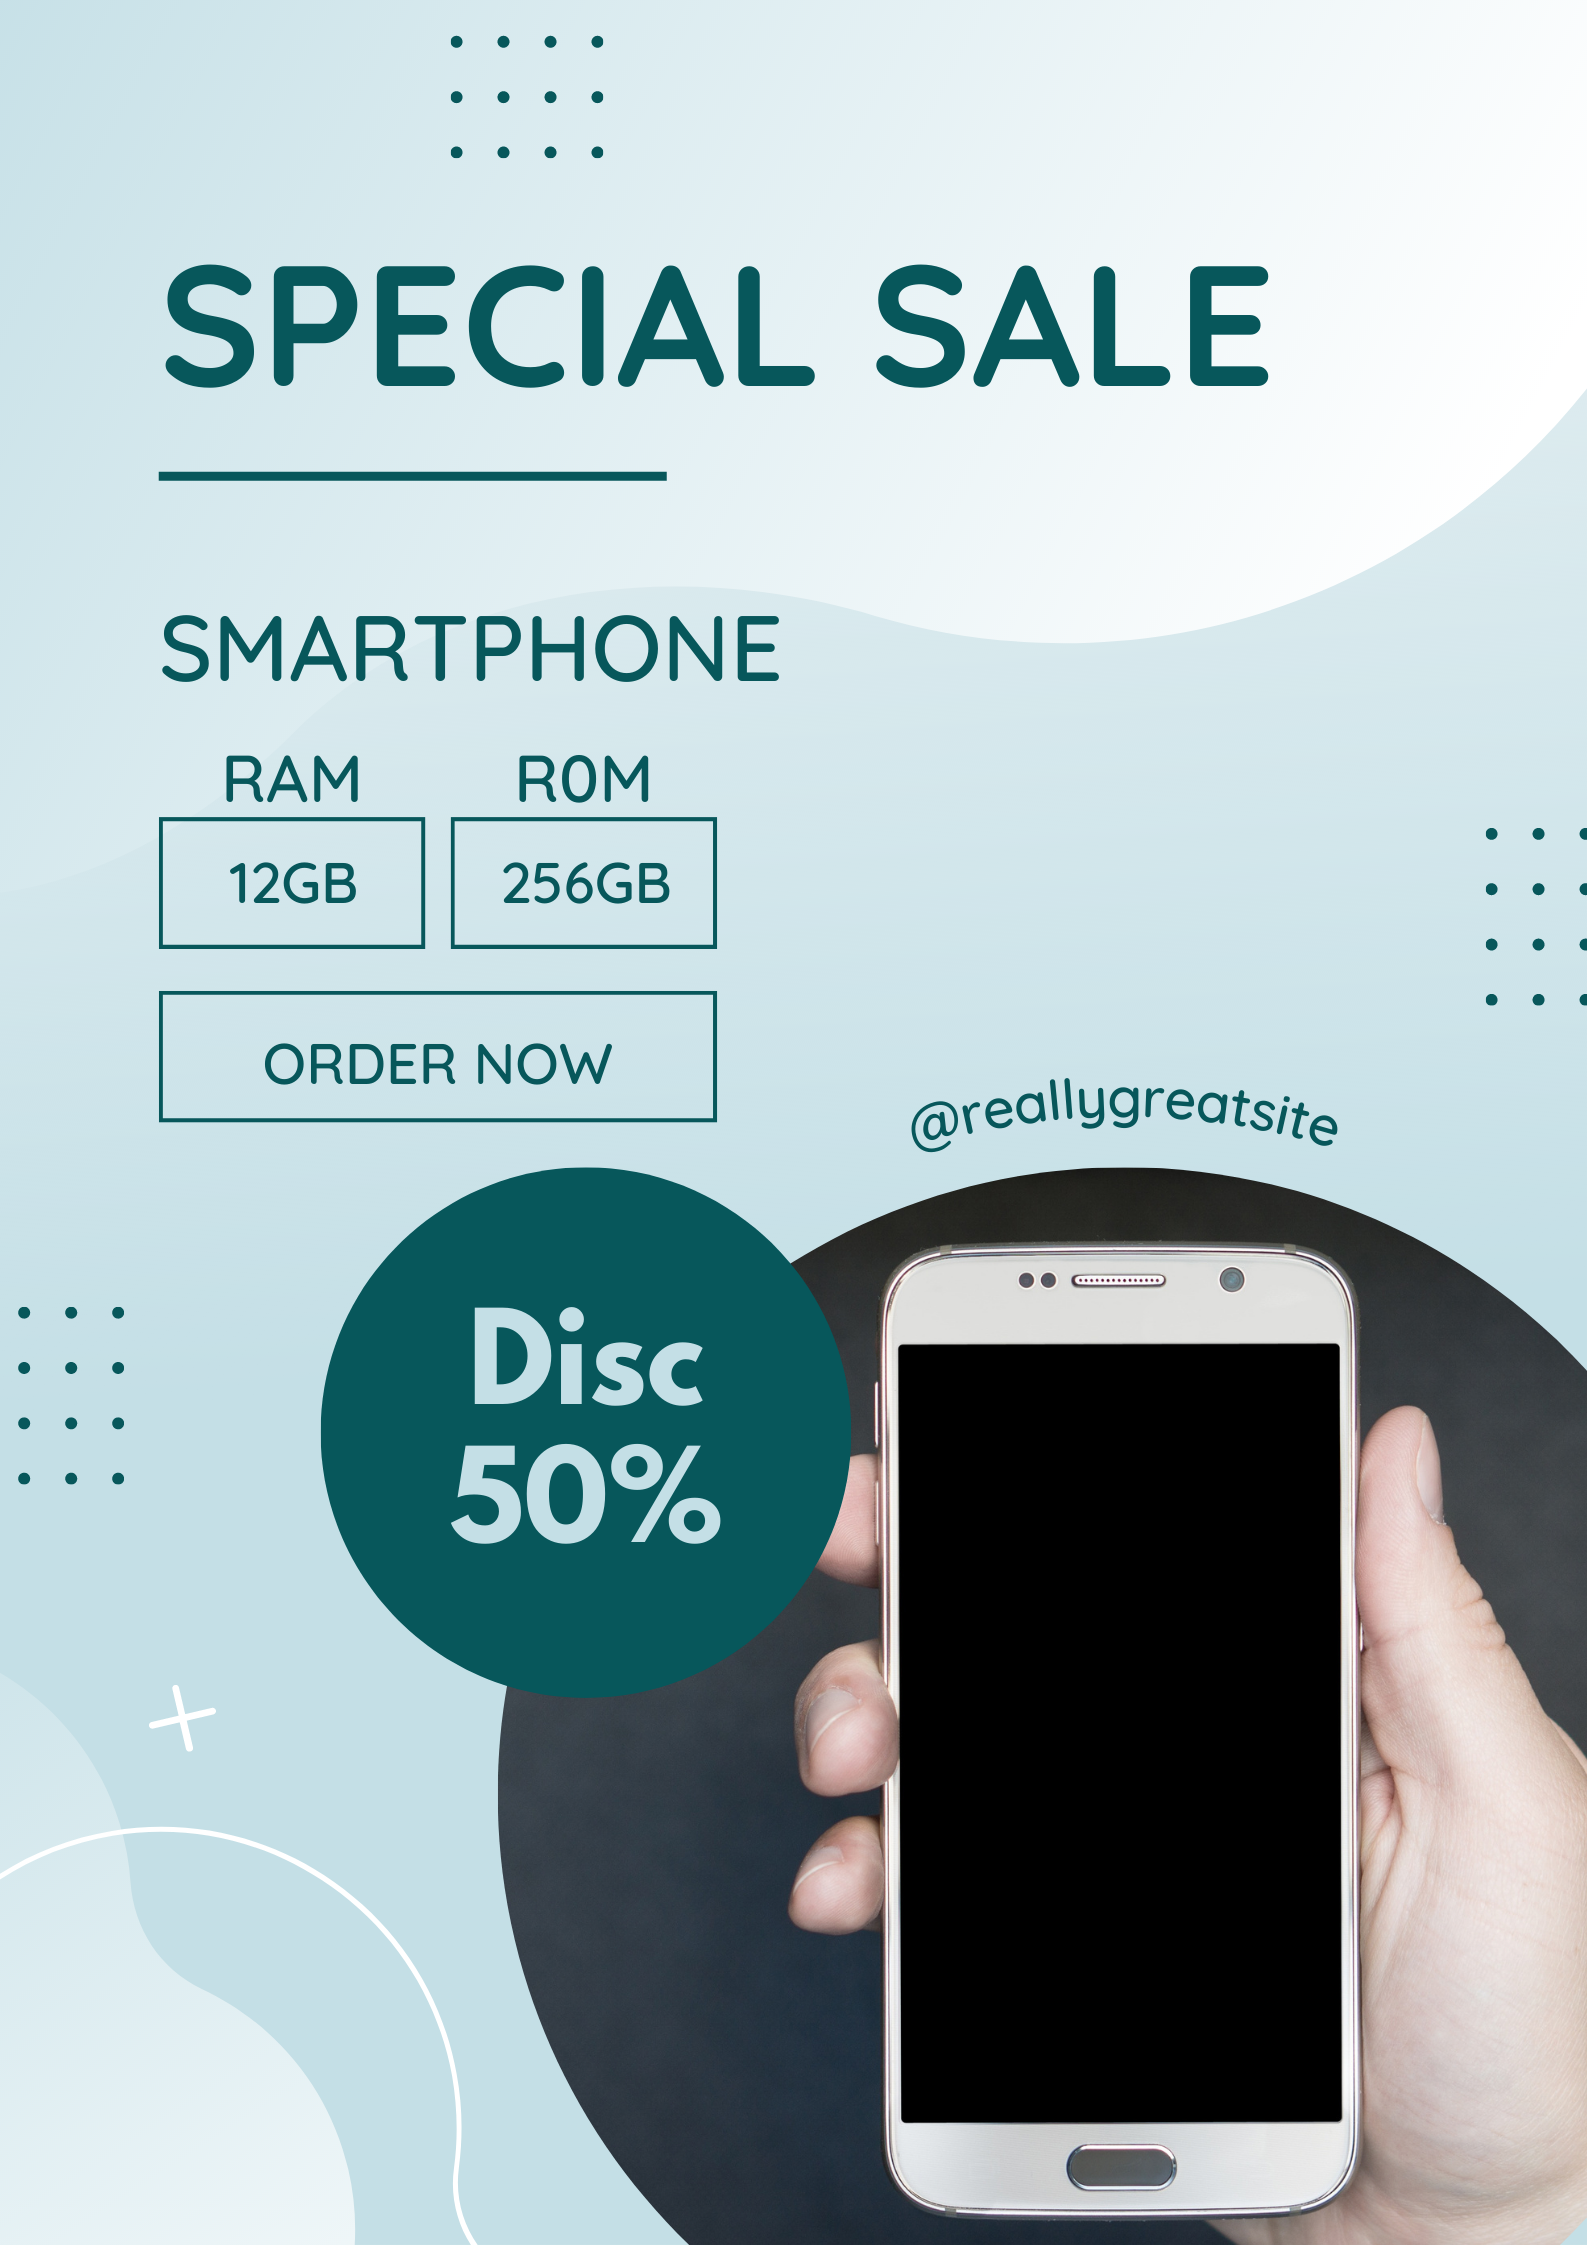 SPECIAL SALE
SMARTPHONE
RAM R0M
12GB 256GB
ORDER NOW
@reallygreatsite
Disc
50%